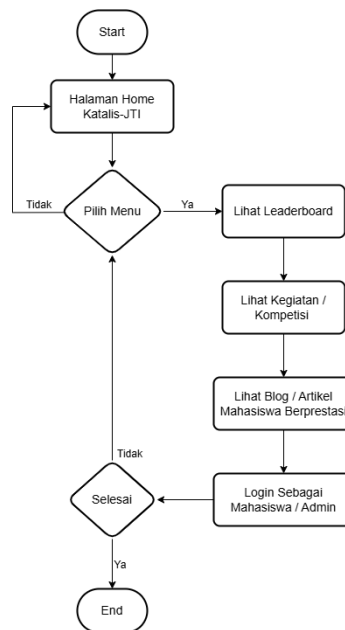 Start
Halaman Home
Katalis-JTI
Tidak
Pilih Menu
Ya
Lihat Leaderboard
Lihat Kegiatan /
Kompetisi
Lihat Blog / Artikel
Mahasiswa Berprestasi
Tidak
Selesai
Login Sebagai
Mahasiswa / Admin
Ya
End